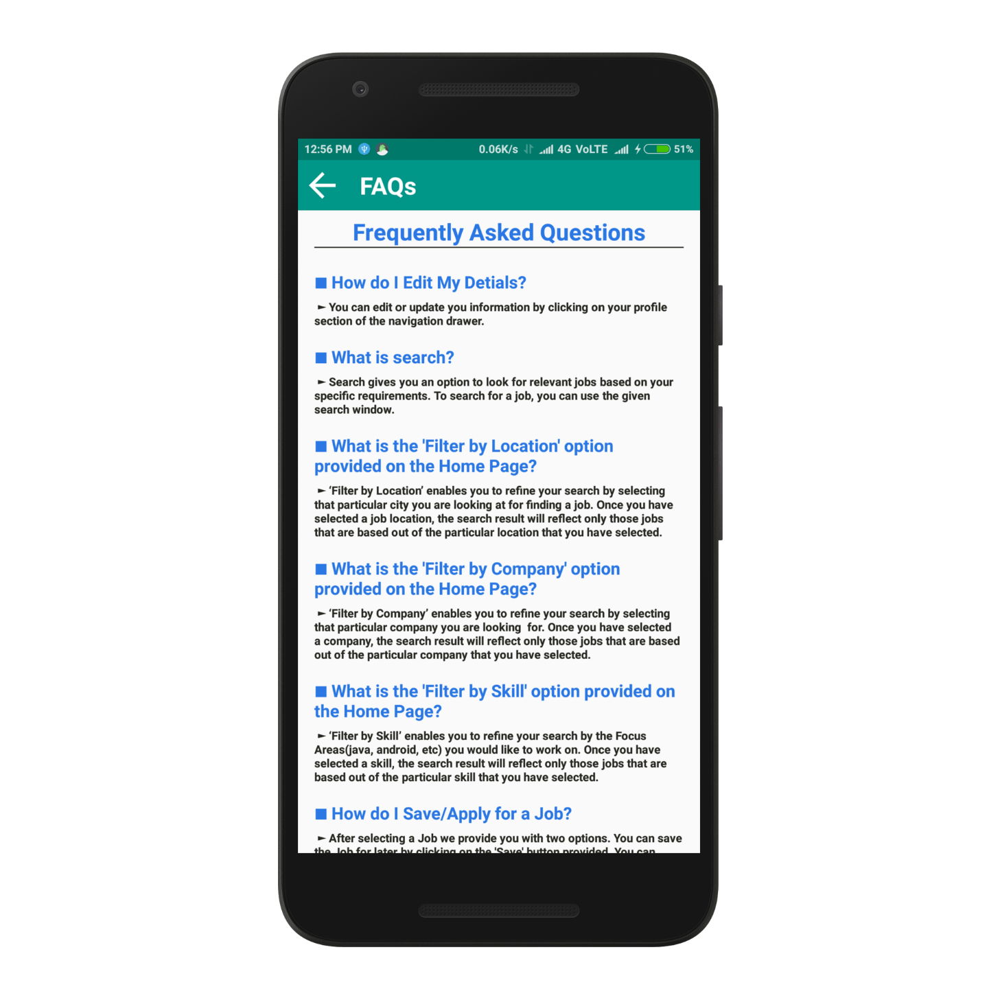 12:56 PM 0.06K/s 4G VoLTE 51%
FAQs
Frequently Asked Questions
■ How do I Edit My Detials?
► You can edit or update you information by clicking on your profile
section of the navigation drawer.
■ What is search?
► Search gives you an option to look for relevant jobs based on your
specific requirements. To search for a job, you can use the given
search window.
■ What is the 'Filter by Location' option
provided on the Home Page?
► ‘Filter by Location’ enables you to refine your search by selecting
that particular city you are looking at for finding a job. Once you have
selected a job location, the search result will reflect only those jobs
that are based out of the particular location that you have selected.
■ What is the 'Filter by Company' option
provided on the Home Page?
► ‘Filter by Company’ enables you to refine your search by selecting
that particular company you are looking  for. Once you have selected
a company, the search result will reflect only those jobs that are based
out of the particular company that you have selected.
■ What is the 'Filter by Skill' option provided on
the Home Page?
► ‘Filter by Skill’ enables you to refine your search by the Focus
Areas(java, android, etc) you would like to work on. Once you have
selected a skill, the search result will reflect only those jobs that are
based out of the particular skill that you have selected.
■ How do I Save/Apply for a Job?
► After selecting a Job we provide you with two options. You can save
the Job for later by clicking on the 'Save' button provided. You can